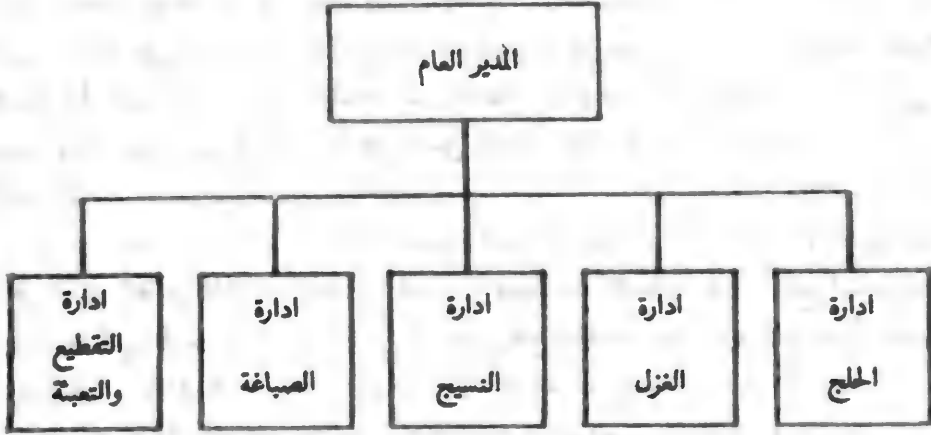 المدير العام
ادارة
الحلج
ادارة
الغزل
ادارة
النسيج
ادارة
الصباغة
ادارة
التقطيع
والتعبئة